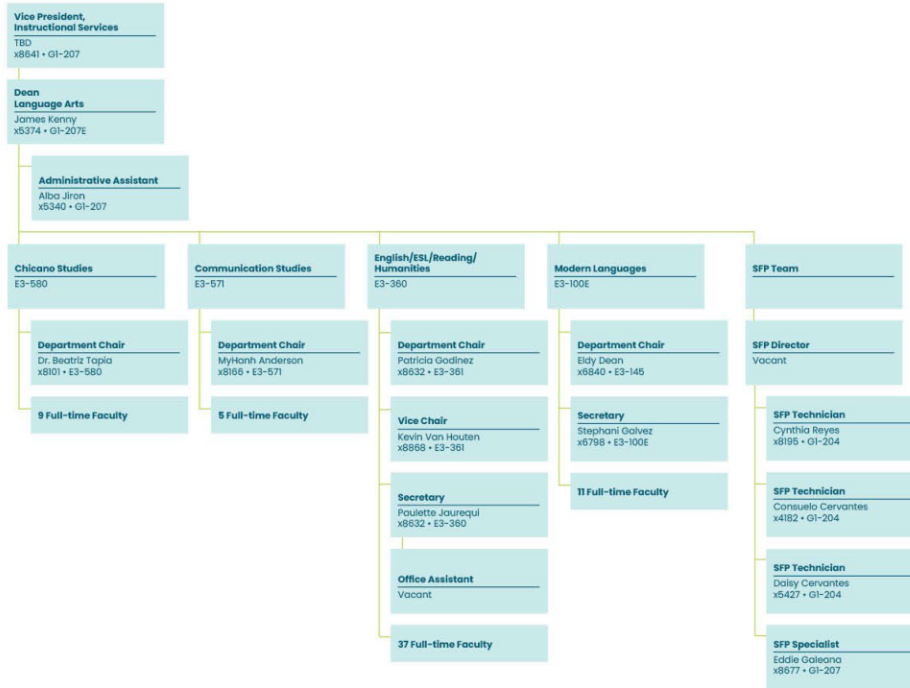 Vice President,
Instructional Services
TBD
x8641 • G1-207
Dean
Language Arts
James Kenny
x5374 • G1-207E
Administrative Assistant
Alba Jiron
x5340 • G1-207
Chicano Studies
E3-580
Department Chair
Dr. Beatriz Tapia
x8101 • E3-580
9 Full-time Faculty
Communication Studies
E3-571
Department Chair
MyHanh Anderson
x8166 • E3-571
5 Full-time Faculty
English/ESL/Reading/
Humanities
E3-360
Department Chair
Patricia Godinez
x8632 • E3-361
Vice Chair
Kevin Van Houten
x8868 • E3-361
Secretary
Paulette Jaurequi
x8632 • E3-360
Office Assistant
Vacant
37 Full-time Faculty
Modern Languages
E3-100E
Department Chair
Eldy Dean
x6840 • E3-145
Secretary
Stephani Galvez
x6798 • E3-100E
11 Full-time Faculty
SFP Team
SFP Director
Vacant
SFP Technician
Cynthia Reyes
x8195 • G1-204
SFP Technician
Consuelo Cervantes
x4182 • G1-204
SFP Technician
Daisy Cervantes
x5427 • G1-204
SFP Specialist
Eddie Galeana
x8677 • G1-207